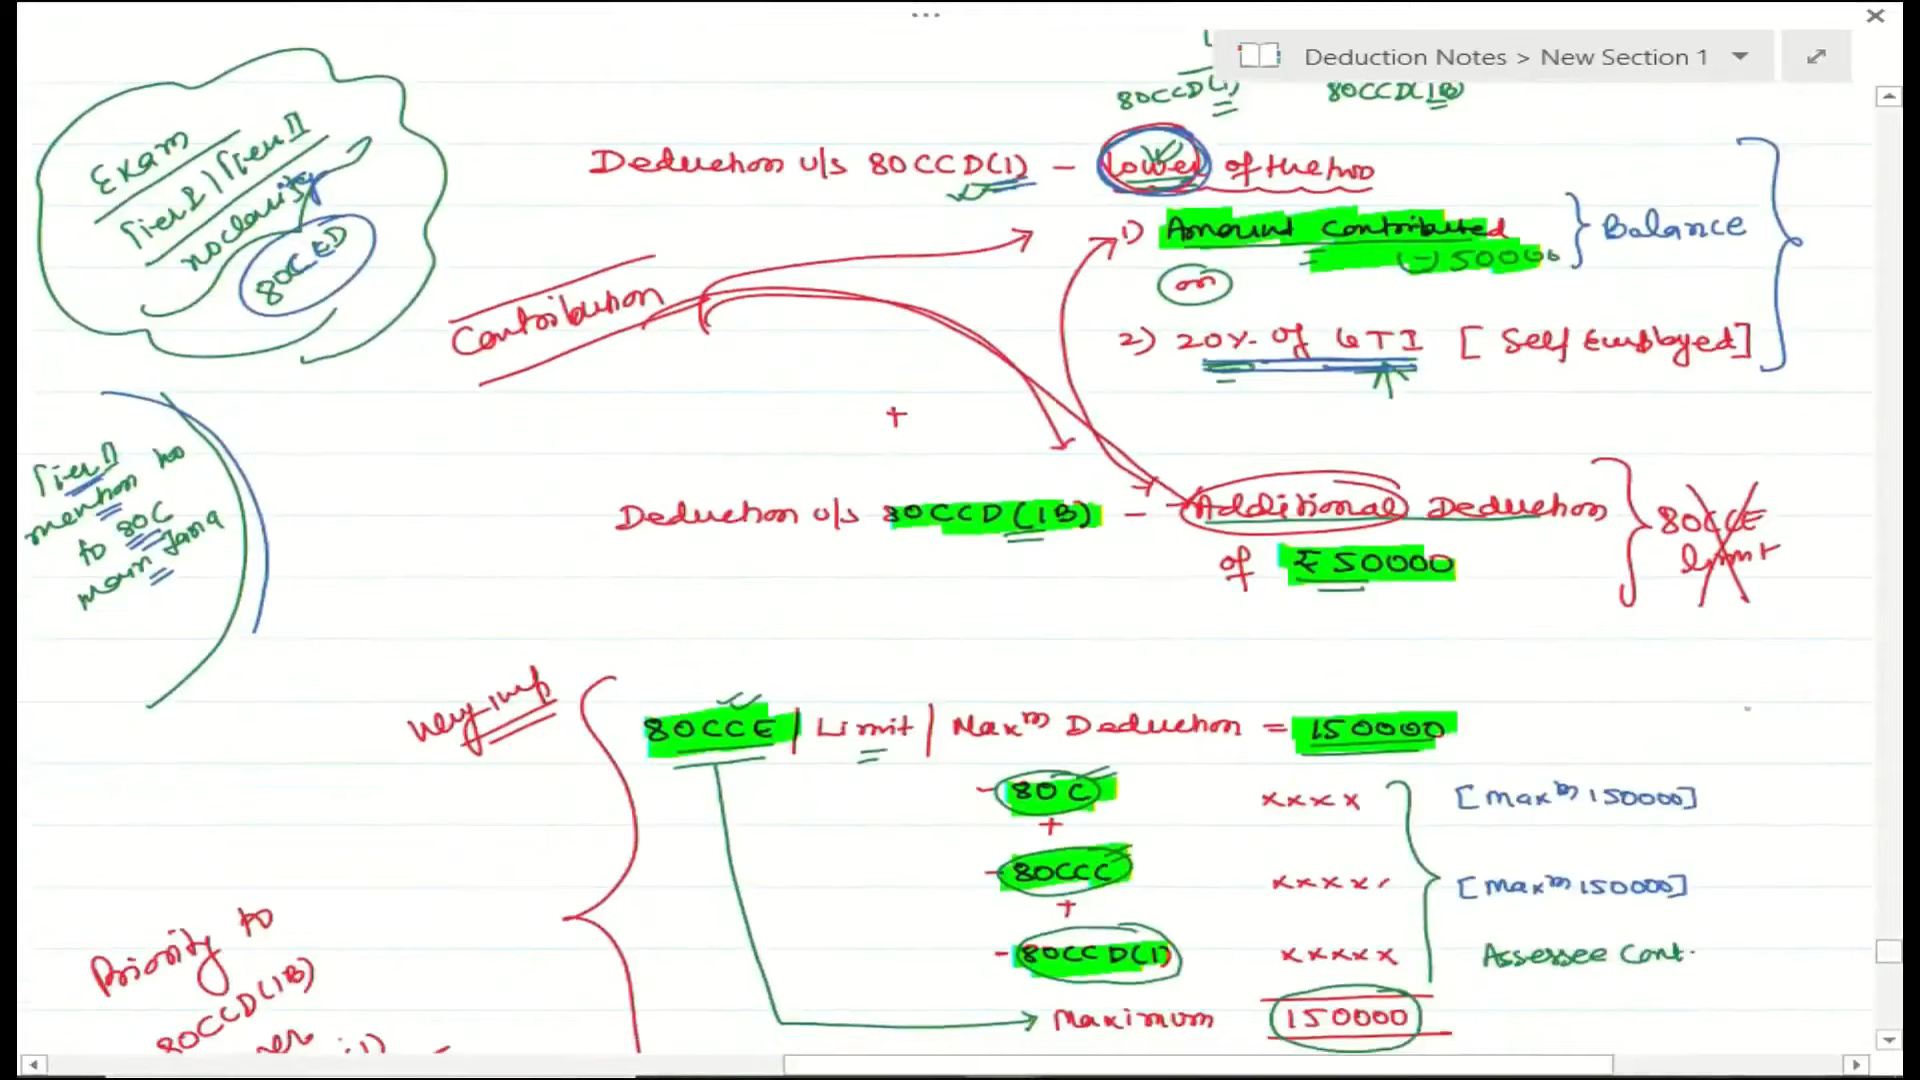 Deduction Notes > New Section 1
80CCD(1) 80CCD(1B)
Exam
Tier I / Tier II
no clarity
80CCD
Deduction u/s 80CCD(1) - Lower of the two
1) Amount Contributed
(-) 50000
} Balance
or
2) 20% of GTI [Self Employed]
Contribution
+
Tier II
mention ho
to 80C
main Jana
Deduction u/s 80CCD(1B) - Additional Deduction
of ₹ 50000
80CCE
limit
Very imp
80CCE | Limit | Maxm Deduction = 150000
- 80C xxxx [Maxm 150000]
+
- 80CCC xxxx [Maxm 150000]
+
- 80CCD(1) xxxxx Assessee Cont.
Maximum 150000
Priority to
80CCD(1B)